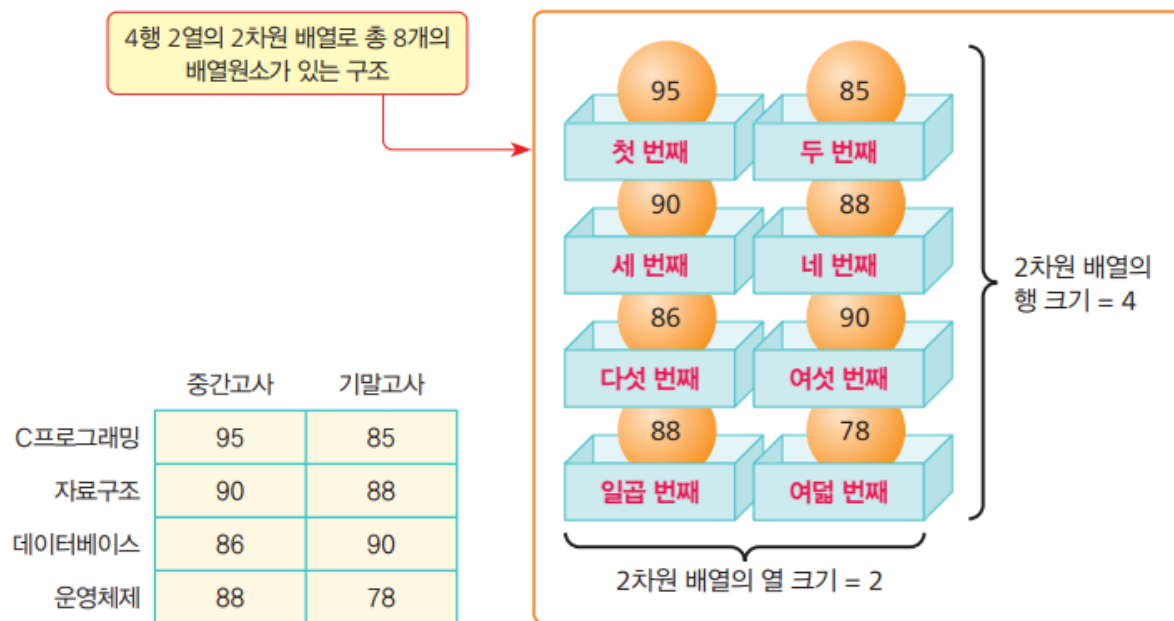 4행 2열의 2차원 배열로 총 8개의
배열원소가 있는 구조
95 85
첫 번째 두 번째
90 88
세 번째 네 번째
86 90
다섯 번째 여섯 번째
88 78
일곱 번째 여덟 번째
2차원 배열의
행 크기 = 4
2차원 배열의 열 크기 = 2
중간고사 기말고사
C프로그래밍 95 85
자료구조 90 88
데이터베이스 86 90
운영체제 88 78